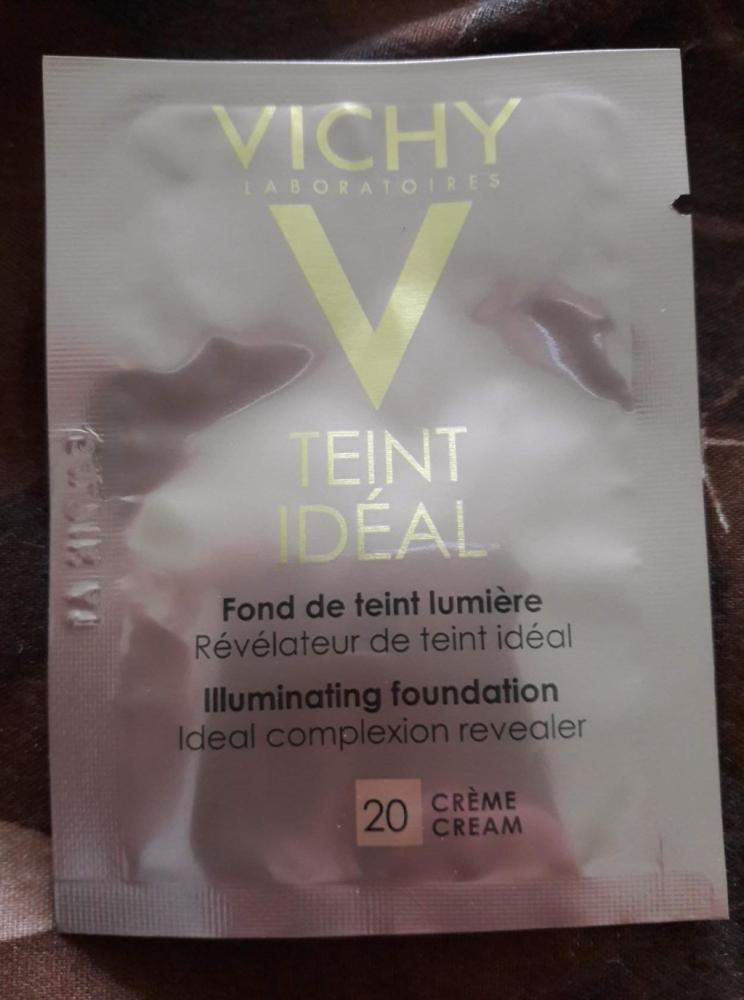 VICHY
LABORATOIRES
V
TEINT
IDÉAL
Fond de teint lumière
Révélateur de teint idéal
Illuminating foundation
Ideal complexion revealer
20 CRÈME
CREAM